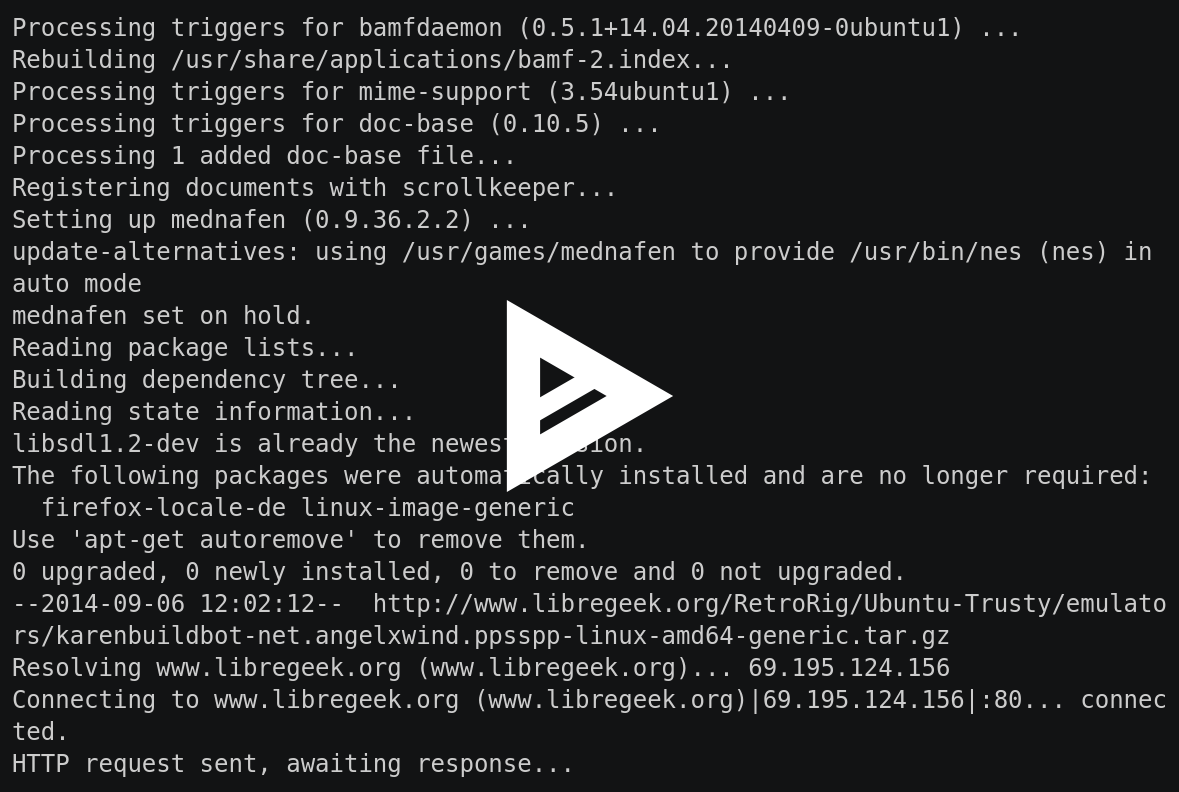 Processing triggers for bamfdaemon (0.5.1+14.04.20140409-0ubuntu1) ...
Rebuilding /usr/share/applications/bamf-2.index...
Processing triggers for mime-support (3.54ubuntu1) ...
Processing triggers for doc-base (0.10.5) ...
Processing 1 added doc-base file...
Registering documents with scrollkeeper...
Setting up mednafen (0.9.36.2.2) ...
update-alternatives: using /usr/games/mednafen to provide /usr/bin/nes (nes) in
auto mode
mednafen set on hold.
Reading package lists...
Building dependency tree...
Reading state information...
libsdl1.2-dev is already the newest
The following packages were automatically installed and are no longer required:
  firefox-locale-de linux-image-generic
Use 'apt-get autoremove' to remove them.
0 upgraded, 0 newly installed, 0 to remove and 0 not upgraded.
--2014-09-06 12:02:12--  http://www.libregeek.org/RetroRig/Ubuntu-Trusty/emulato
rs/karenbuildbot-net.angelxwind.ppsspp-linux-amd64-generic.tar.gz
Resolving www.libregeek.org (www.libregeek.org)... 69.195.124.156
Connecting to www.libregeek.org (www.libregeek.org)|69.195.124.156|:80... connec
ted.
HTTP request sent, awaiting response...